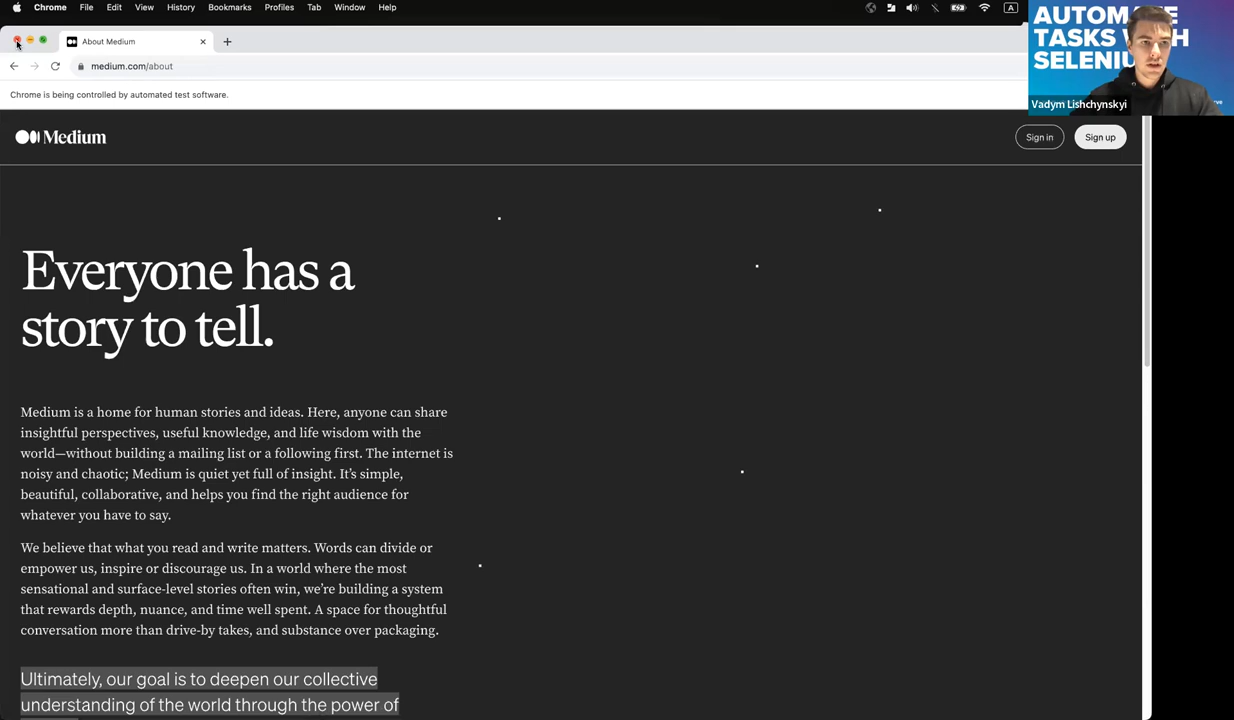 Chrome File Edit View History Bookmarks Profiles Tab Window Help
A
About Medium
medium.com/about
Chrome is being controlled by automated test software.
AUTOMATE
TASKS WITH
SELENIU
Vadym Lishchynskyi
Medium
Sign in
Sign up
Everyone has a
story to tell.
Medium is a home for human stories and ideas. Here, anyone can share
insightful perspectives, useful knowledge, and life wisdom with the
world—without building a mailing list or a following first. The internet is
noisy and chaotic; Medium is quiet yet full of insight. It’s simple,
beautiful, collaborative, and helps you find the right audience for
whatever you have to say.
We believe that what you read and write matters. Words can divide or
empower us, inspire or discourage us. In a world where the most
sensational and surface-level stories often win, we’re building a system
that rewards depth, nuance, and time well spent. A space for thoughtful
conversation more than drive-by takes, and substance over packaging.
Ultimately, our goal is to deepen our collective
understanding of the world through the power of